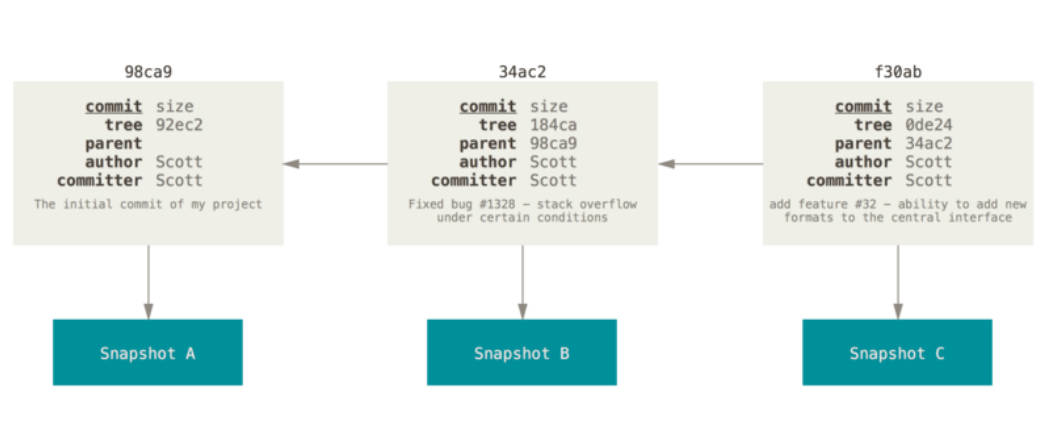 98ca9
commit size
tree 92ec2
parent
author Scott
committer Scott
The initial commit of my project
Snapshot A
34ac2
commit size
tree 184ca
parent 98ca9
author Scott
committer Scott
Fixed bug #1328 – stack overflow
under certain conditions
Snapshot B
f30ab
commit size
tree 0de24
parent 34ac2
author Scott
committer Scott
add feature #32 – ability to add new
formats to the central interface
Snapshot C